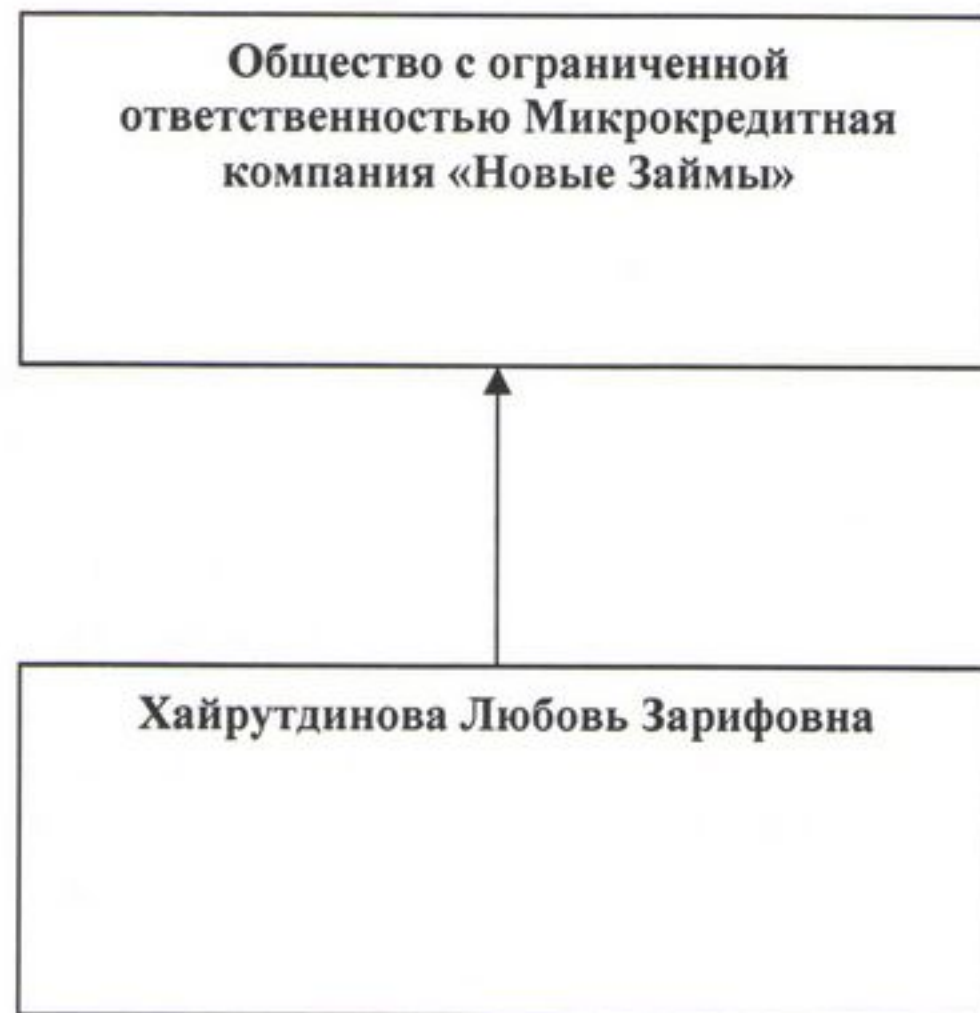 Общество с ограниченной
ответственностью Микрокредитная
компания «Новые Займы»
Хайрутдинова Любовь Зарифовна